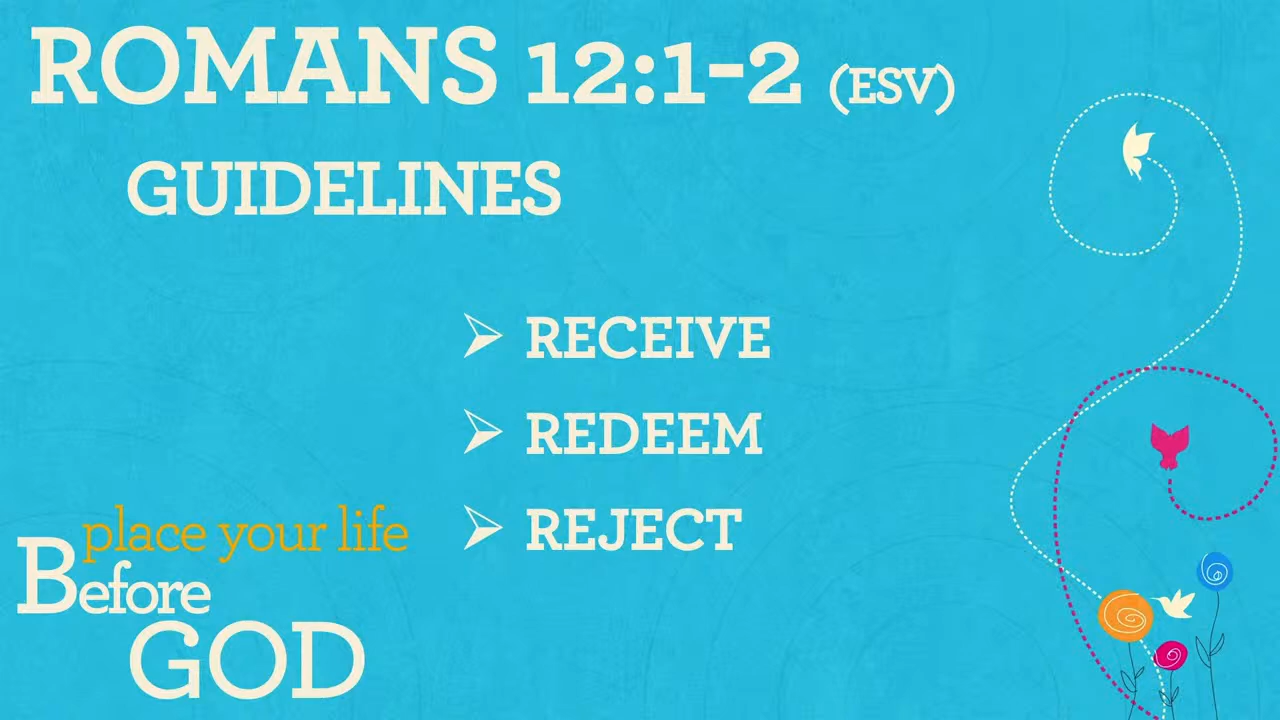 ROMANS 12:1-2 (ESV)
GUIDELINES
RECEIVE
REDEEM
REJECT
place your life
Before
GOD